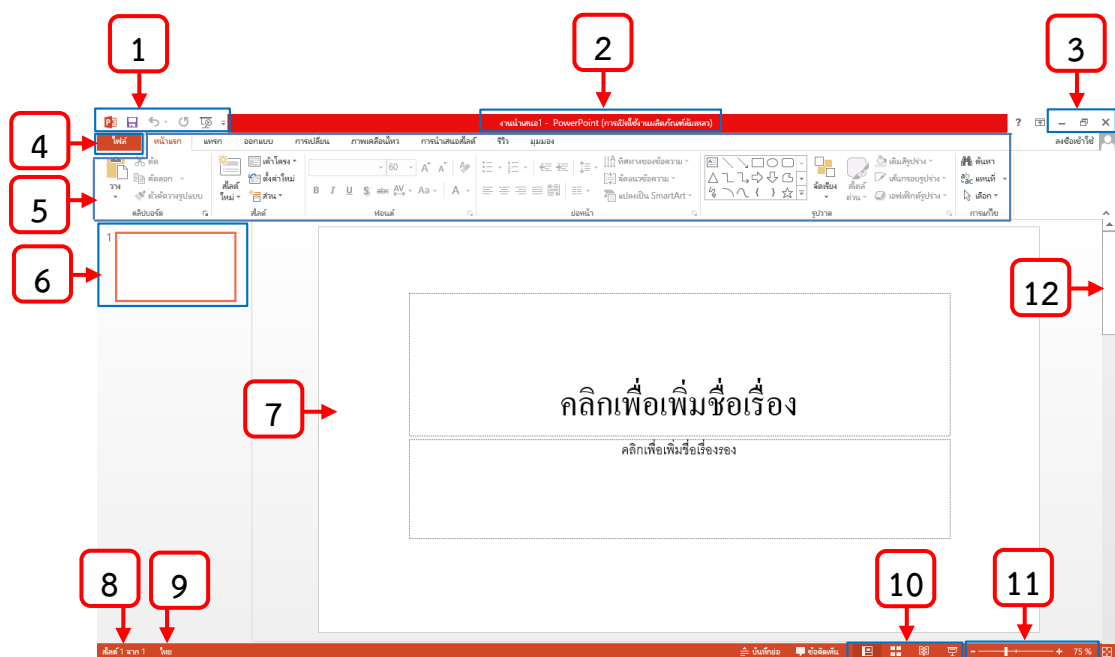 1
2
3
งานนำเสนอ1 - PowerPoint (การเปิดใช้งานผลิตภัณฑ์ล้มเหลว)
?
4
ไฟล์ หน้าแรก แทรก ออกแบบ การเปลี่ยน ภาพเคลื่อนไหว การนำเสนอสไลด์ รีวิว มุมมอง ลงชื่อเข้าใช้
5
วาง
ตัด
คัดลอก
ตัวคัดวางรูปแบบ
คลิปบอร์ด
สไลด์
ใหม่
เค้าโครง
ตั้งค่าใหม่
ส่วน
สไลด์
60 A A
B I U S abc AV Aa A
ฟอนต์
ทิศทางของข้อความ
จัดแนวข้อความ
แปลงเป็น SmartArt
ย่อหน้า
จัดเรียง
สไตล์
ด่วน
เติมสีรูปร่าง
เส้นกรอบรูปร่าง
เอฟเฟ็กต์รูปร่าง
รูปวาด
ค้นหา
แทนที่
เลือก
การแก้ไข
6
1
12
7
คลิกเพื่อเพิ่มชื่อเรื่อง
คลิกเพื่อเพิ่มชื่อเรื่องรอง
8
9
10
11
สไลด์ 1 จาก 1 ไทย บันทึกย่อ ข้อคิดเห็น 75 %